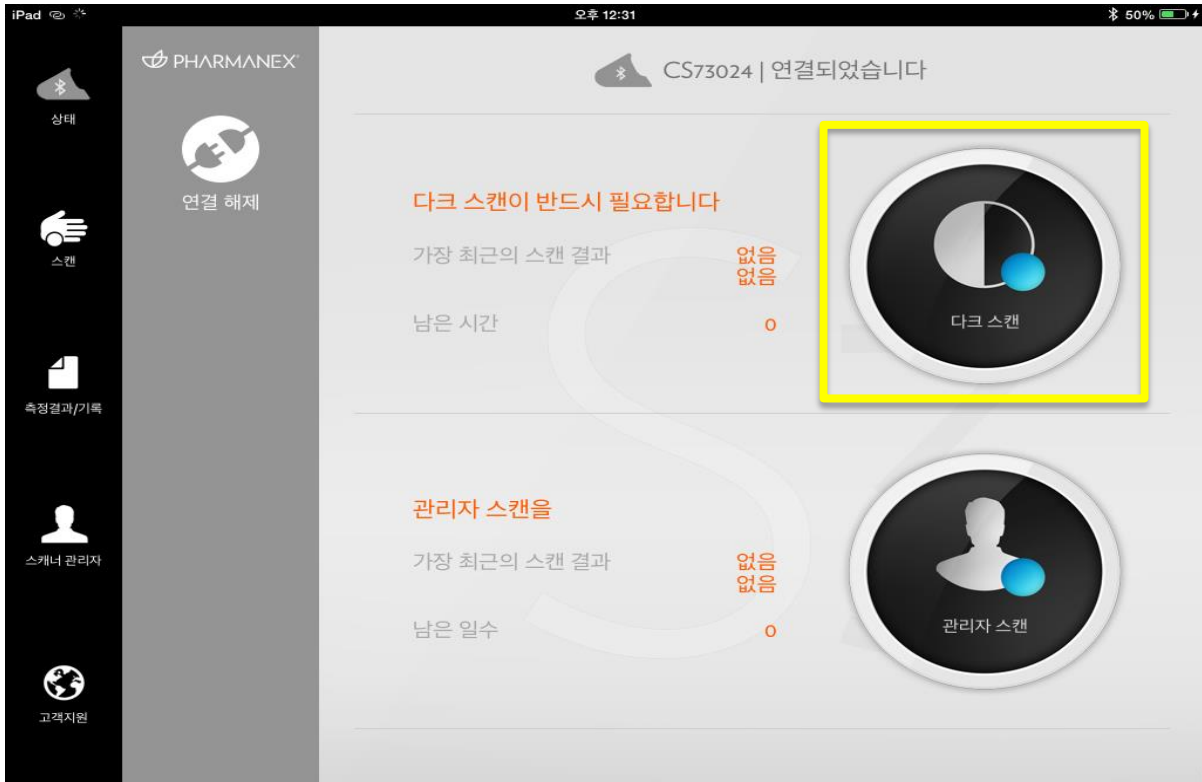 iPad
오후 12:31
50%
상태
스캔
측정결과/기록
스캐너 관리자
고객지원
PHARMANEX®
연결 해제
CS73024 | 연결되었습니다
다크 스캔이 반드시 필요합니다
가장 최근의 스캔 결과 없음
없음
남은 시간 0
다크 스캔
관리자 스캔을
가장 최근의 스캔 결과 없음
없음
남은 일수 0
관리자 스캔